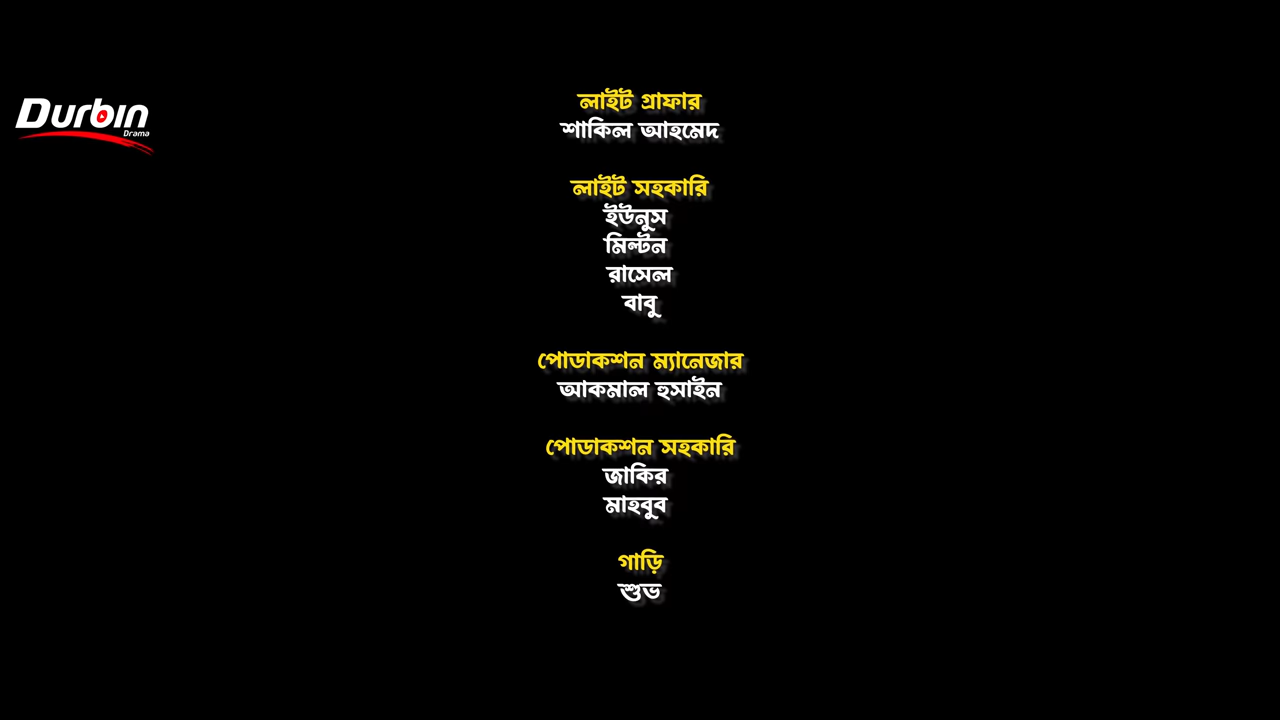 Durbin
Drama
লাইট গ্রাফার
শাকিল আহমেদ
লাইট সহকারি
ইউনুস
মিল্টন
রাসেল
বাবু
পোডাকশন ম্যানেজার
আকমাল হুসাইন
পোডাকশন সহকারি
জাকির
মাহবুব
গাড়ি
শুভ